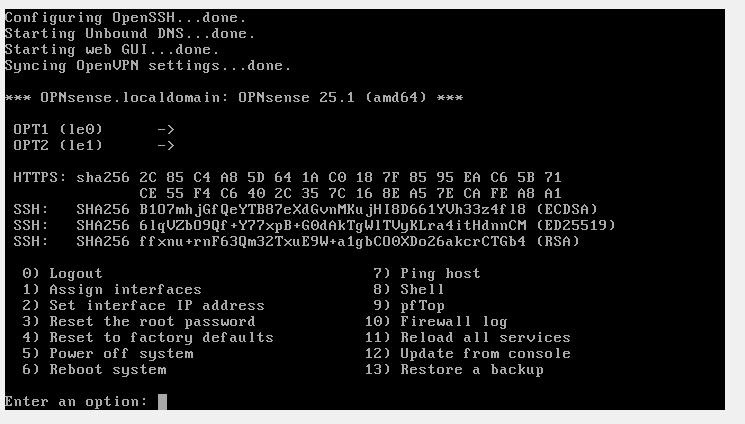 Configuring OpenSSH...done.
Starting Unbound DNS...done.
Starting web GUI...done.
Syncing OpenVPN settings...done.
*** OPNsense.localdomain: OPNsense 25.1 (amd64) ***
OPT1 (le0)      ->
OPT2 (le1)      ->
HTTPS: sha256 2C 85 C4 A8 5D 64 1A C0 18 7F 85 95 EA C6 5B 71
CE 55 F4 C6 40 2C 35 7C 16 8E A5 7E CA FE A8 A1
SSH:   SHA256 B1O7mhjGfQeYTB87eXdGvnMKujHI8D661YVh33z4fl8 (ECDSA)
SSH:   SHA256 6lqVZbO9Qf+Y77xpB+G0dAkTgWlTVyKLra4itHdnnCM (ED25519)
SSH:   SHA256 ffxnu+rnF63Qm32TxuE9W+a1gbCO0XDo26akcrCTGb4 (RSA)
0) Logout                              7) Ping host
1) Assign interfaces                   8) Shell
2) Set interface IP address            9) pfTop
3) Reset the root password            10) Firewall log
4) Reset to factory defaults          11) Reload all services
5) Power off system                   12) Update from console
6) Reboot system                      13) Restore a backup
Enter an option: